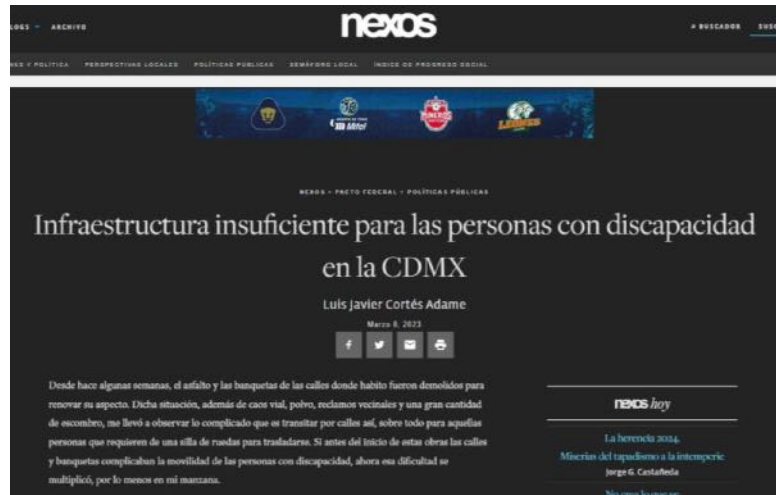 LOGS ARCHIVO
nexos
BUSCADOR
Y POLÍTICA PERSPECTIVAS LOCALES POLÍTICAS PÚBLICAS SEMÁFORO LOCAL ÍNDICE DE PROGRESO SOCIAL
Mitel MINEROS LEONES
NEXOS • PACTO FEDERAL • POLÍTICAS PÚBLICAS
Infraestructura insuficiente para las personas con discapacidad
en la CDMX
Luis Javier Cortés Adame
Marzo 8, 2023
Desde hace algunas semanas, el asfalto y las banquetas de las calles donde habito fueron demolidos para
renovar su aspecto. Dicha situación, además de caos vial, polvo, reclamos vecinales y una gran cantidad
de escombro, me llevó a observar lo complicado que es transitar por calles así, sobre todo para aquellas
personas que requieren de una silla de ruedas para trasladarse. Si antes del inicio de estas obras las calles
y banquetas complicaban la movilidad de las personas con discapacidad, ahora esa dificultad se
multiplicó, por lo menos en mi manzana.
nexos hoy
La herencia 2024.
Miserias del tapadismo a la intemperie
Jorge G. Castañeda